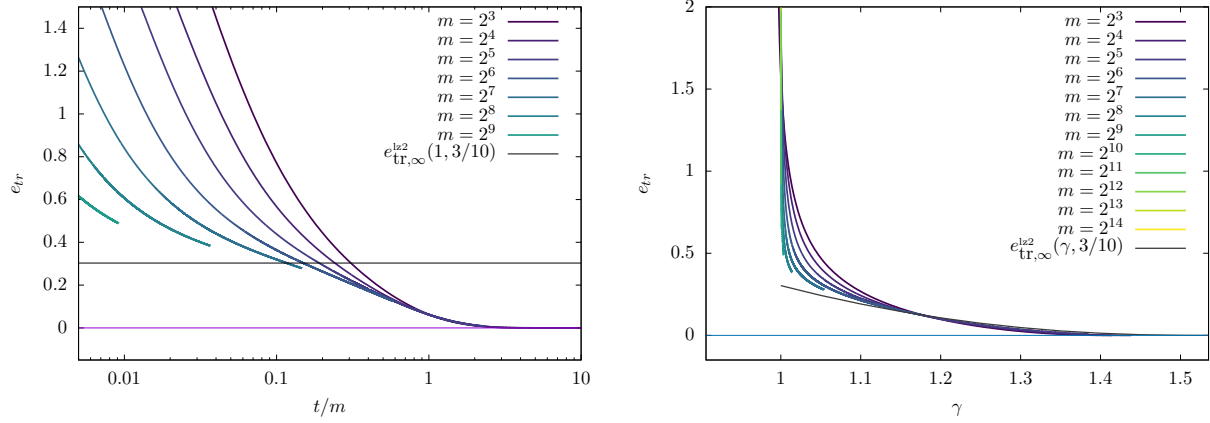 1.4
1.2
1
0.8
0.6
0.4
0.2
0
e_{tr}
0.01
0.1
1
10
t/m
m = 2^3
m = 2^4
m = 2^5
m = 2^6
m = 2^7
m = 2^8
m = 2^9
e_{tr,∞}^{lz2}(1, 3/10)
2
1.5
1
0.5
0
e_{tr}
1
1.1
1.2
1.3
1.4
1.5
γ
m = 2^3
m = 2^4
m = 2^5
m = 2^6
m = 2^7
m = 2^8
m = 2^9
m = 2^{10}
m = 2^{11}
m = 2^{12}
m = 2^{13}
m = 2^{14}
e_{tr,∞}^{lz2}(γ, 3/10)